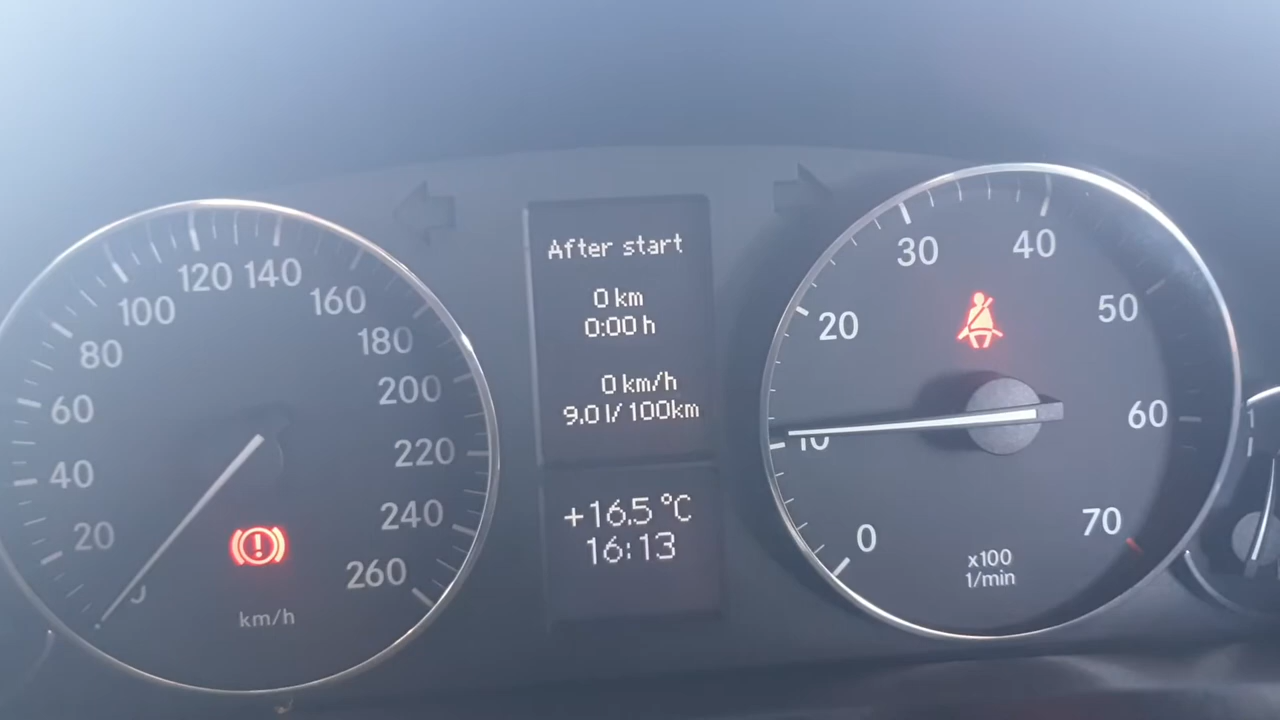 20
40
60
80
100
120
140
160
180
200
220
240
260
km/h
After start
0 km
0:00 h
0 km/h
9.0 l/100km
+16.5 °C
16:13
0
10
20
30
40
50
60
70
x100
1/min
1